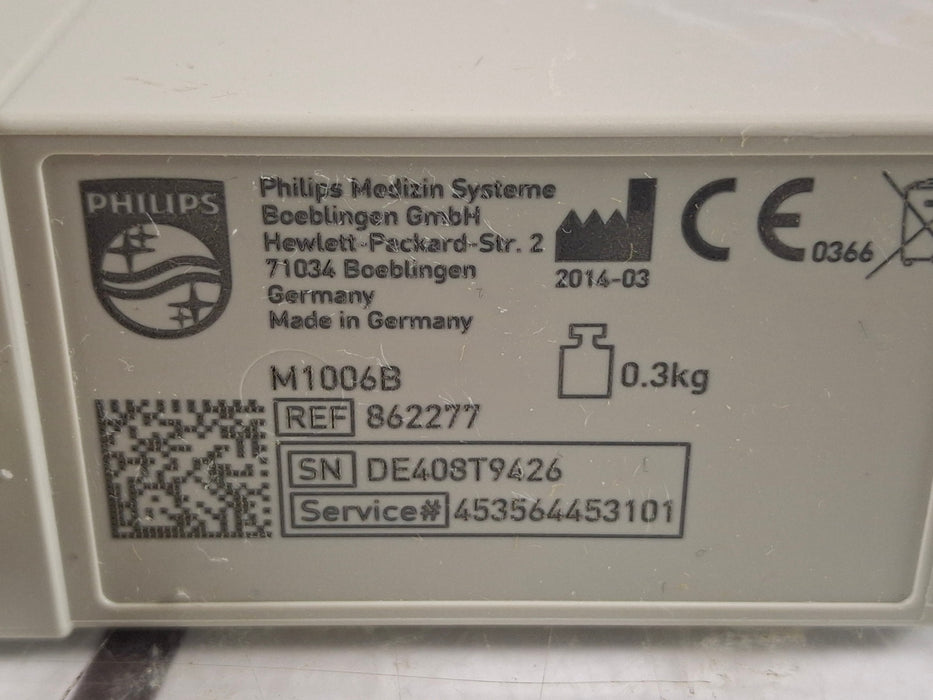 PHILIPS
Philips Medizin Systeme
Boeblingen GmbH
Hewlett-Packard-Str. 2
71034 Boeblingen
Germany
Made in Germany
2014-03
CE 0366
M1006B
0.3kg
REF 862277
SN DE408T9426
Service# 453564453101